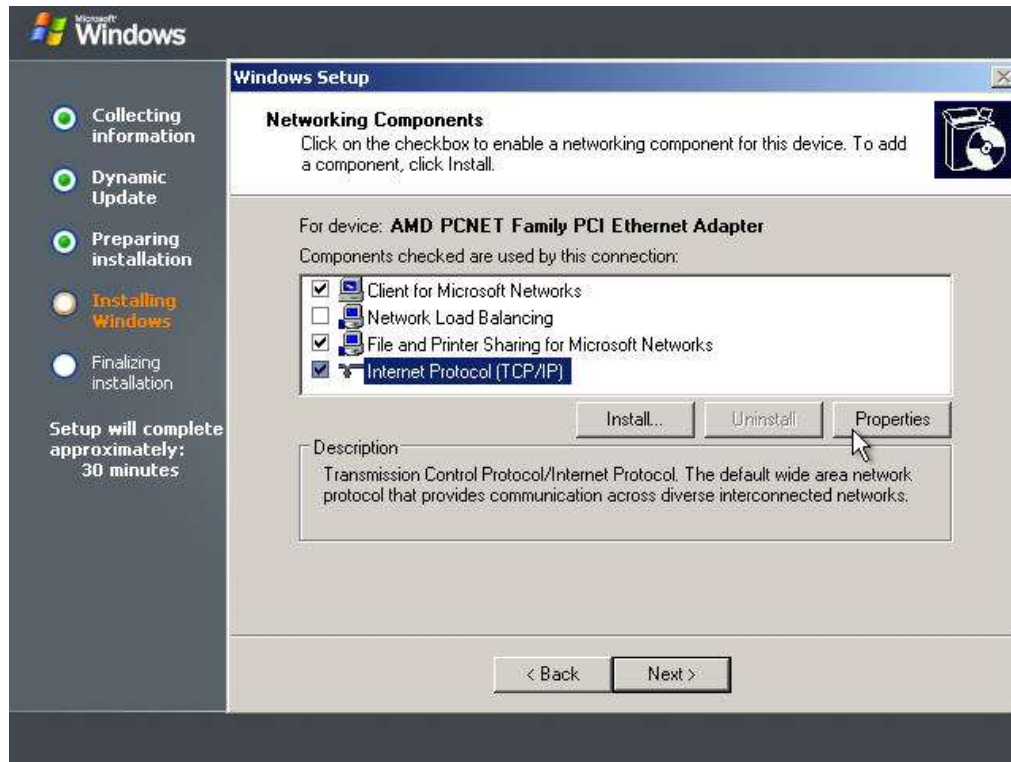 Microsoft
Windows
Collecting
information
Dynamic
Update
Preparing
installation
Installing
Windows
Finalizing
installation
Setup will complete
approximately:
30 minutes
Windows Setup
Networking Components
Click on the checkbox to enable a networking component for this device. To add
a component, click Install.
For device: AMD PCNET Family PCI Ethernet Adapter
Components checked are used by this connection:
Client for Microsoft Networks
Network Load Balancing
File and Printer Sharing for Microsoft Networks
Internet Protocol (TCP/IP)
Install...
Uninstall
Properties
Description
Transmission Control Protocol/Internet Protocol. The default wide area network
protocol that provides communication across diverse interconnected networks.
< Back
Next >